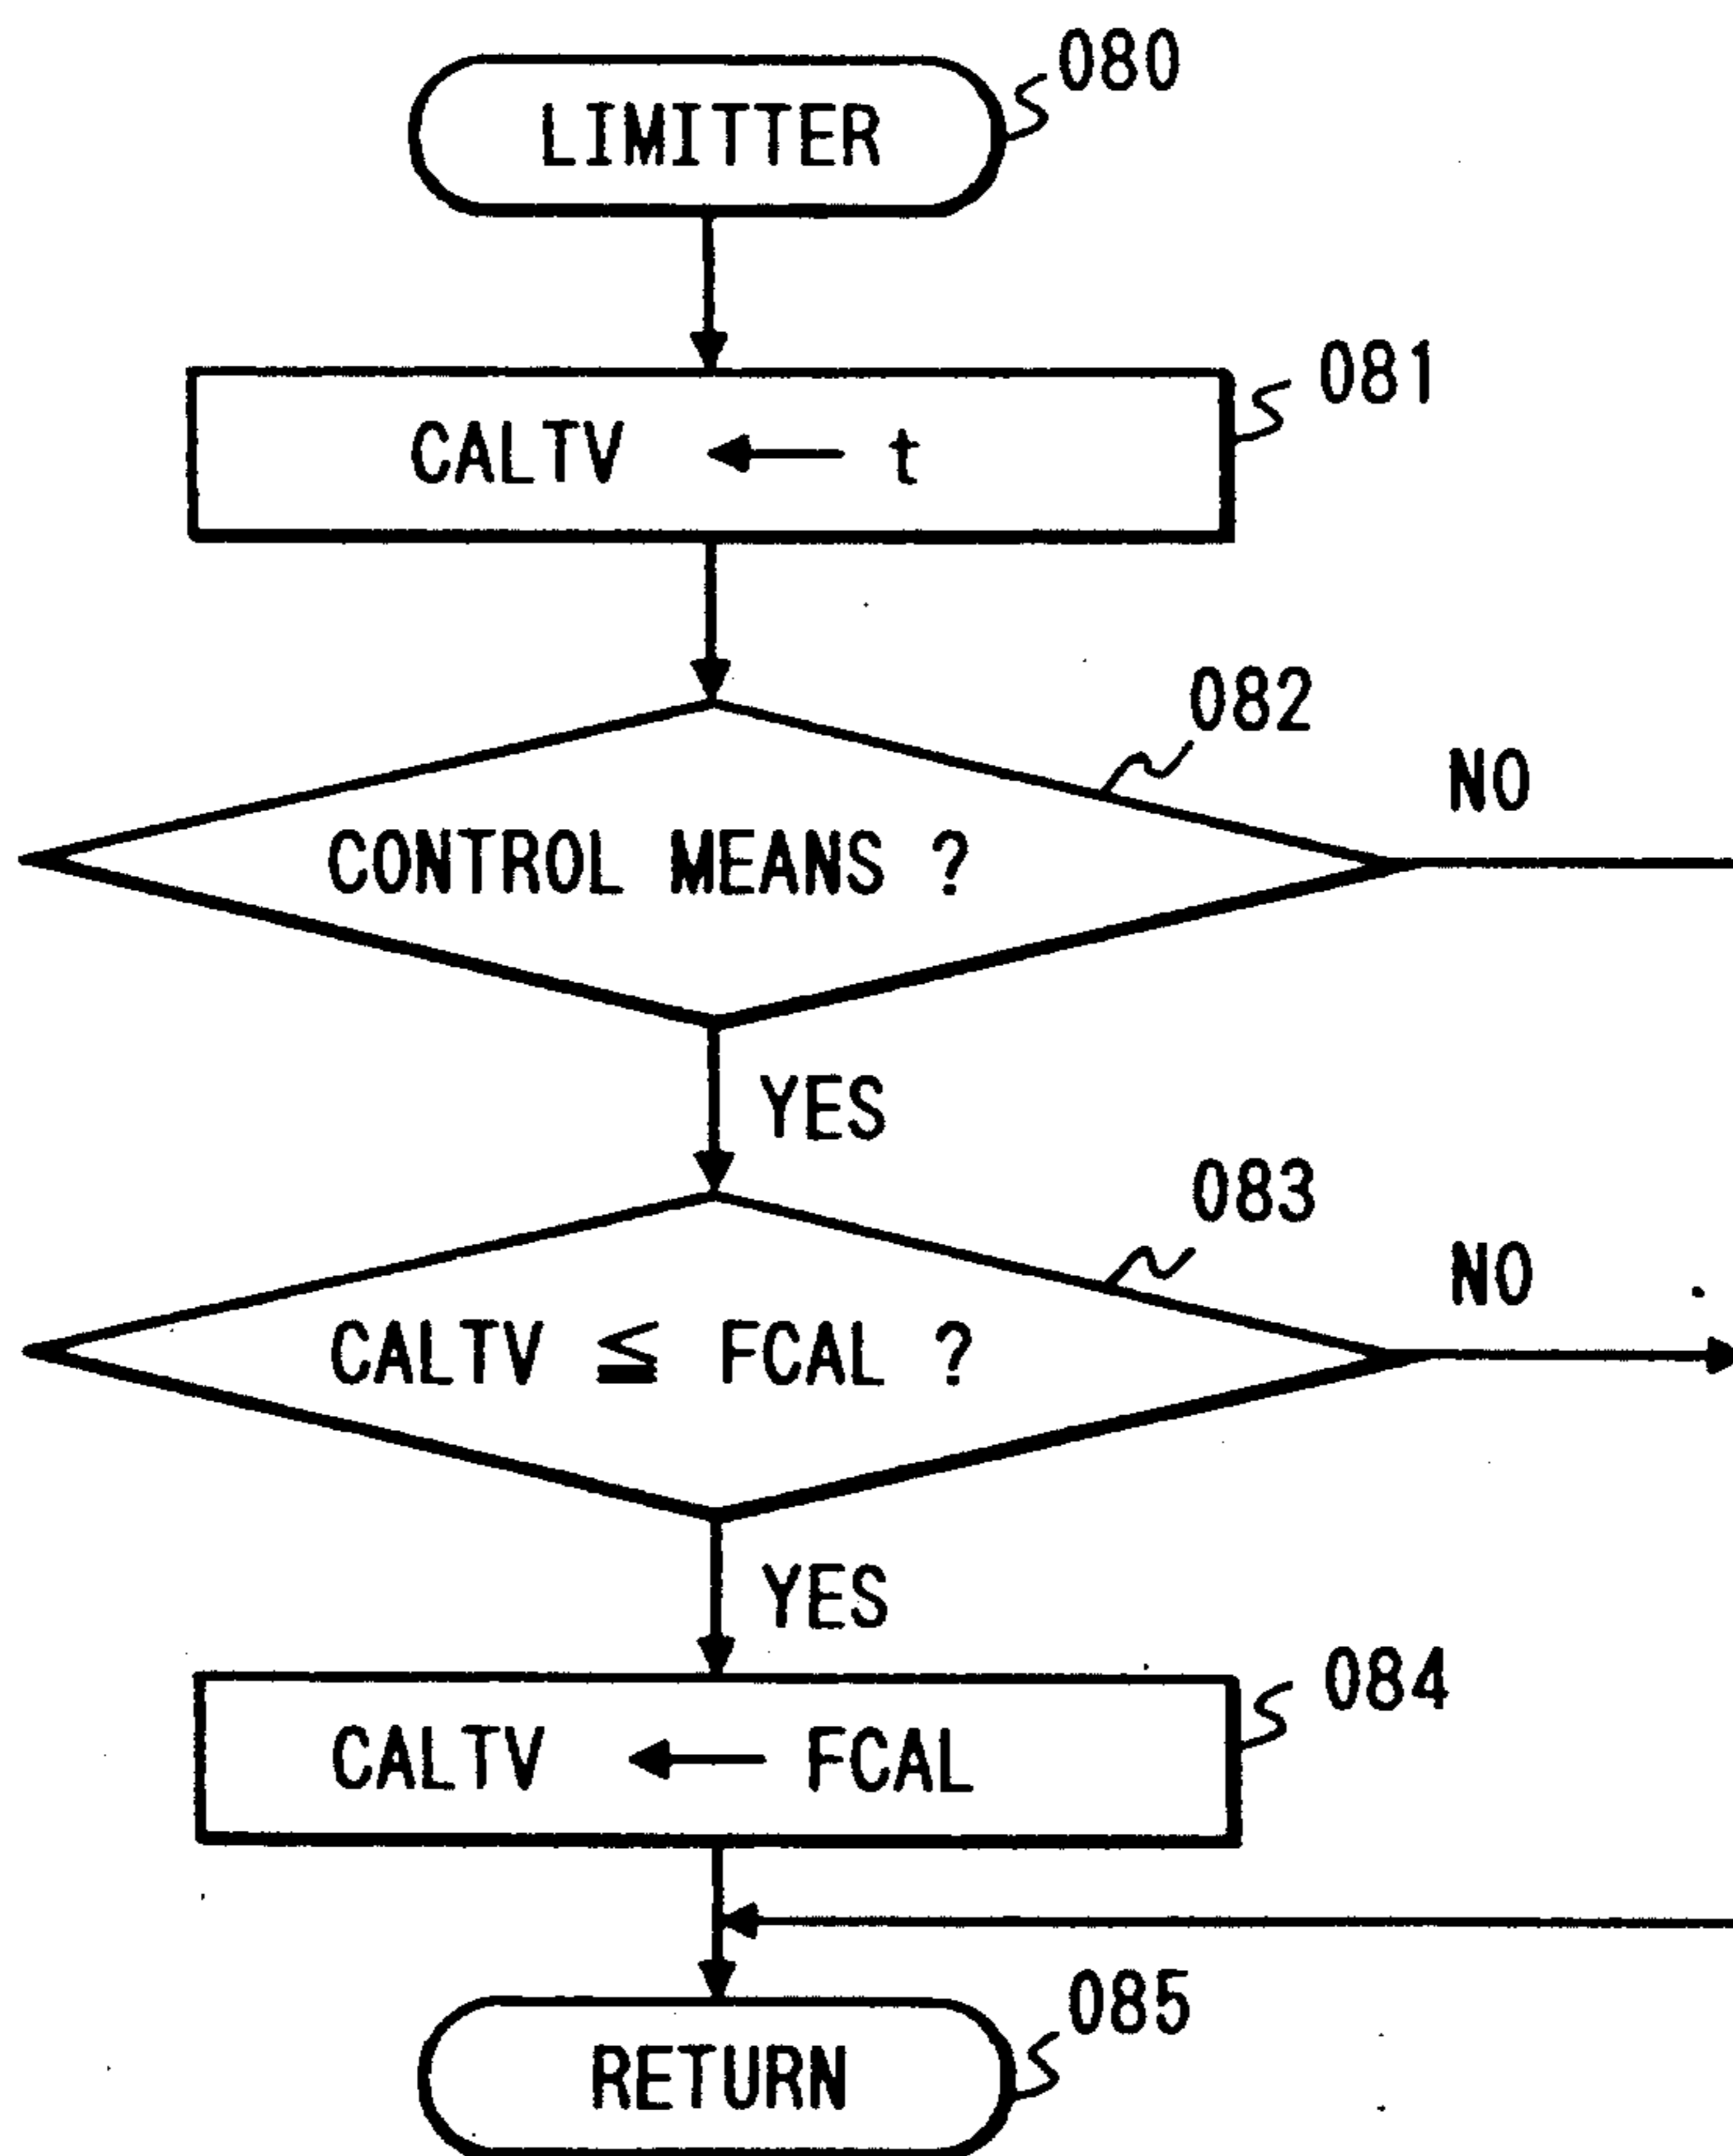 080
LIMITTER
081
CALTV ← t
082
NO
CONTROL MEANS ?
YES
083
NO
CALTV ≦ FCAL ?
YES
084
CALTV ← FCAL
085
RETURN